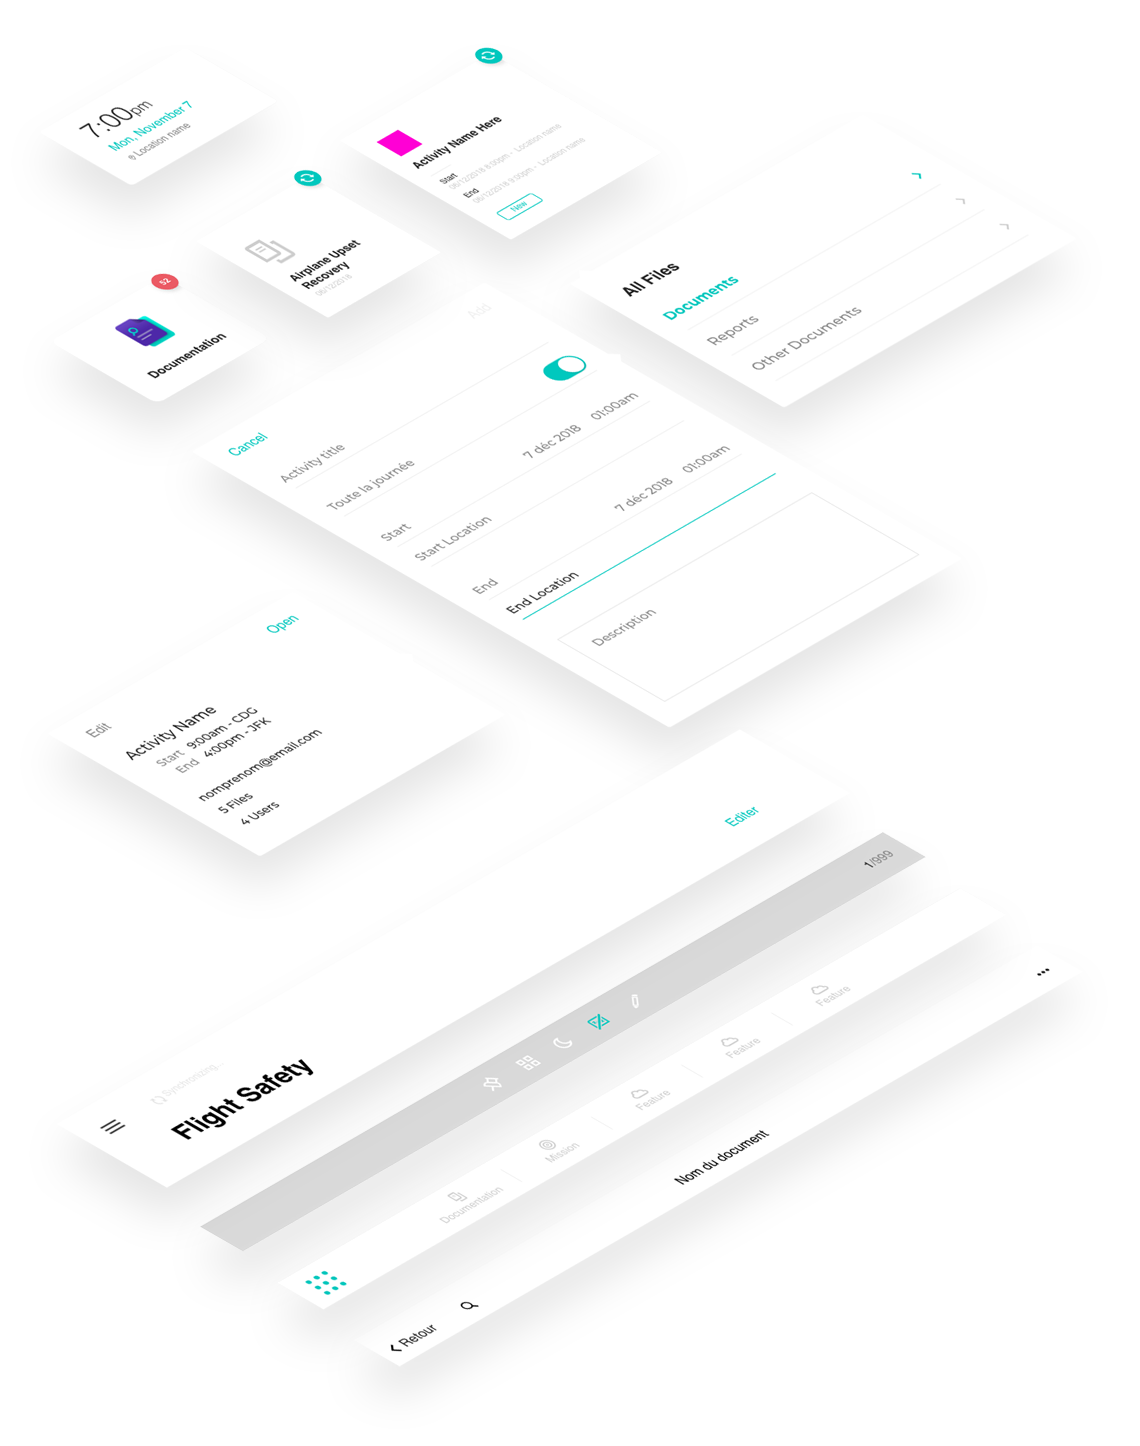 7:00pm
Mon, November 7
Location name
Activity Name Here
Start
06/12/2018 8:00pm - Location name
End
06/12/2018 9:00pm - Location name
New
Airplane Upset
Recovery
06/12/2018
52
Documentation
All Files
Documents
Reports
Other Documents
Cancel
Add
Activity title
Toute la journée
Start
7 déc 2018
01:00am
Start Location
End
7 déc 2018
01:00am
End Location
Description
Edit
Open
Activity Name
Start 9:00am - CDG
End 4:00pm - JFK
nomprenom@email.com
5 Files
4 Users
Synchronizing...
Flight Safety
Editer
1/999
Documentation
Mission
Feature
Feature
Feature
Retour
Nom du document